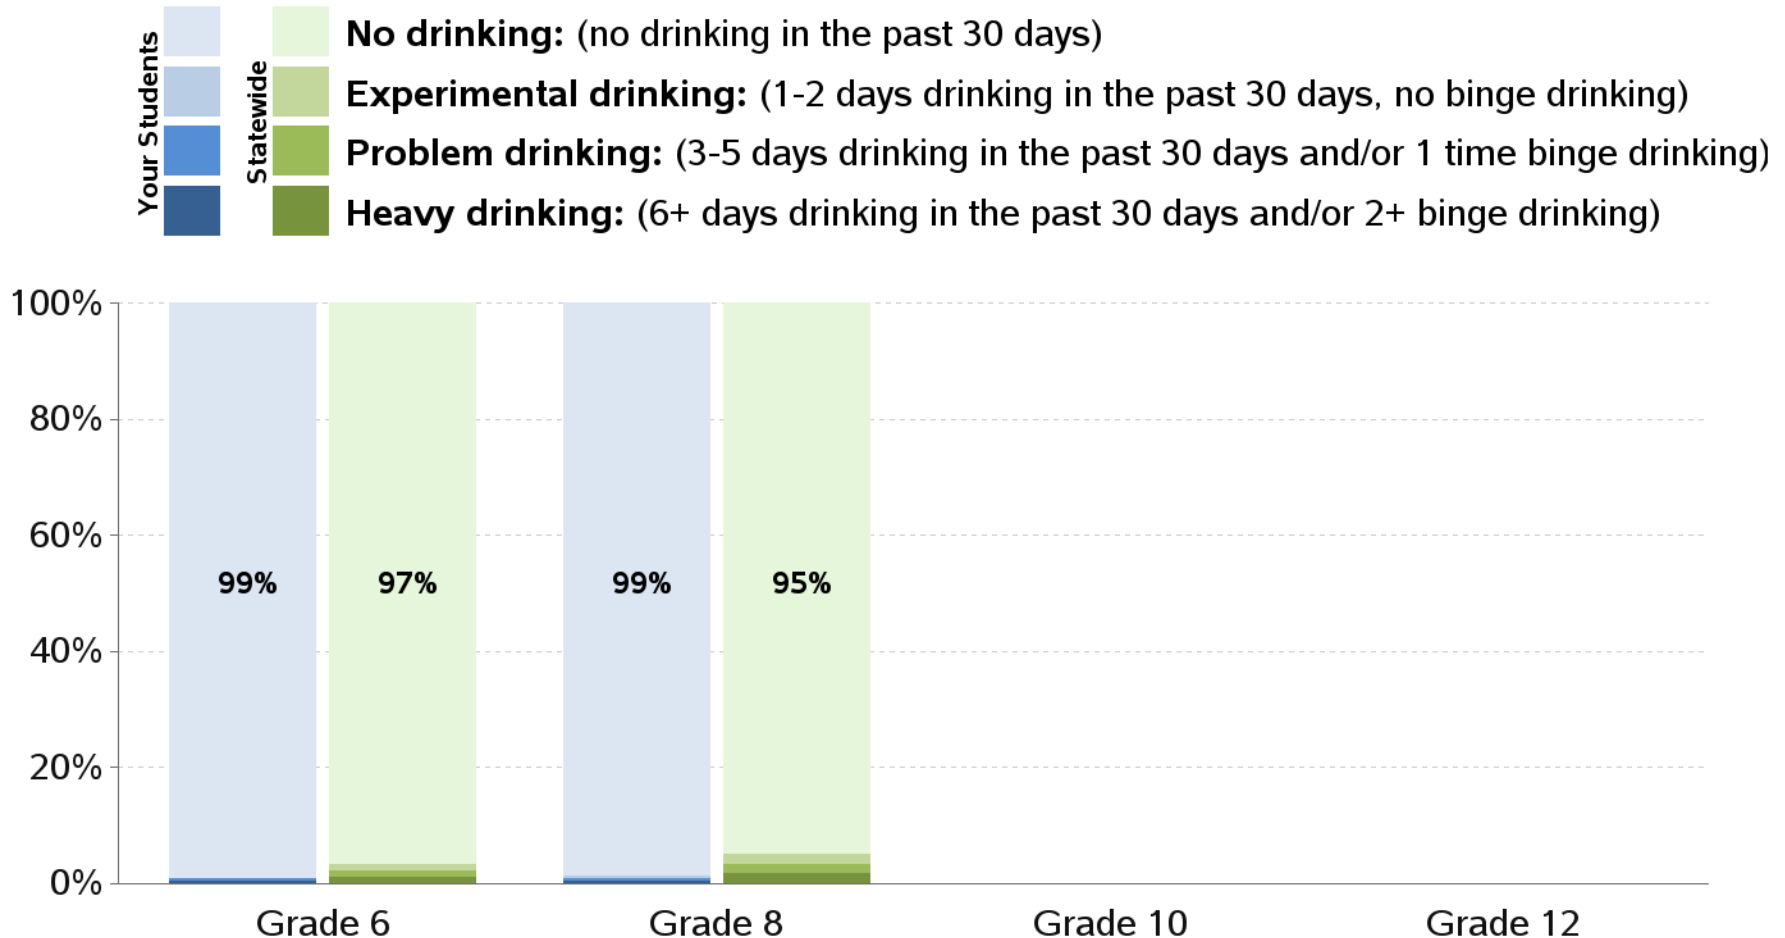 Your Students
Statewide
No drinking: (no drinking in the past 30 days)
Experimental drinking: (1-2 days drinking in the past 30 days, no binge drinking)
Problem drinking: (3-5 days drinking in the past 30 days and/or 1 time binge drinking)
Heavy drinking: (6+ days drinking in the past 30 days and/or 2+ binge drinking)
100%
80%
60%
99% 97% 99% 95%
40%
20%
0%
Grade 6 Grade 8 Grade 10 Grade 12